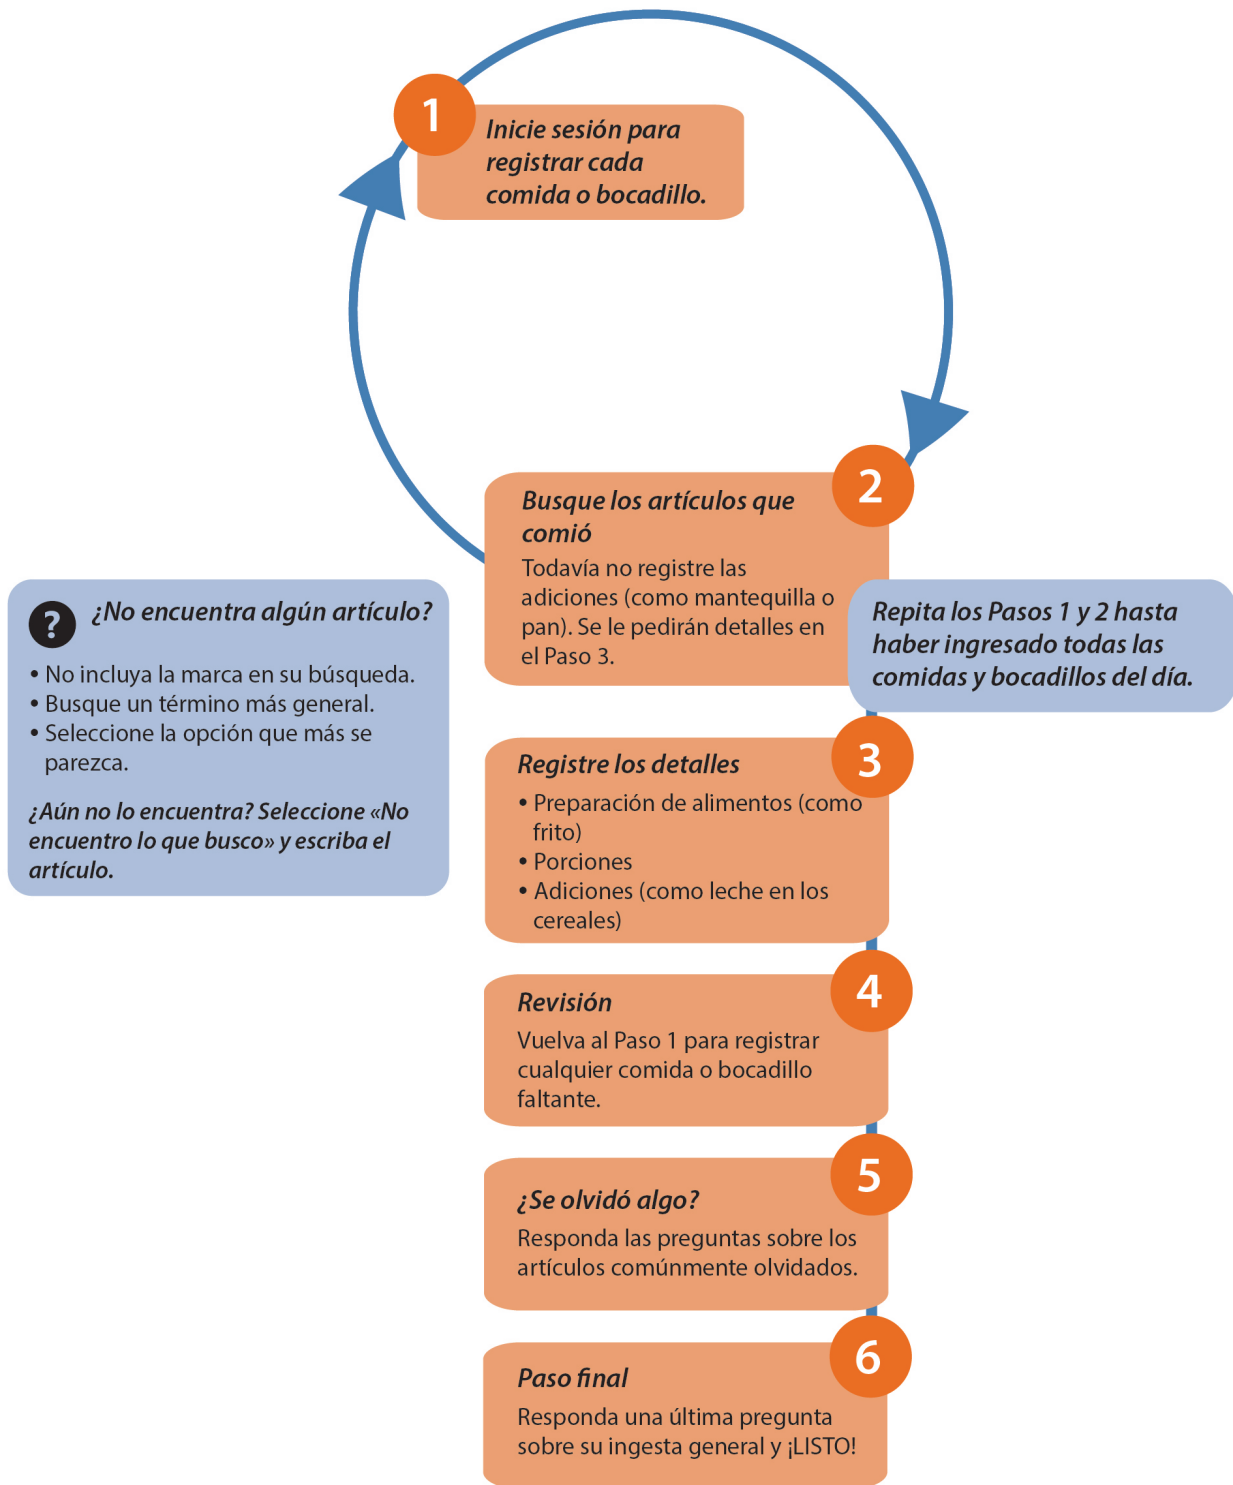 1
Inicie sesión para
registrar cada
comida o bocadillo.
2
Busque los artículos que
comió
Todavía no registre las
adiciones (como mantequilla o
pan). Se le pedirán detalles en
el Paso 3.
Repita los Pasos 1 y 2 hasta
haber ingresado todas las
comidas y bocadillos del día.
?
¿No encuentra algún artículo?
• No incluya la marca en su búsqueda.
• Busque un término más general.
• Seleccione la opción que más se
parezca.
¿Aún no lo encuentra? Seleccione «No
encuentro lo que busco» y escriba el
artículo.
3
Registre los detalles
• Preparación de alimentos (como
frito)
• Porciones
• Adiciones (como leche en los
cereales)
4
Revisión
Vuelva al Paso 1 para registrar
cualquier comida o bocadillo
faltante.
5
¿Se olvidó algo?
Responda las preguntas sobre los
artículos comúnmente olvidados.
6
Paso final
Responda una última pregunta
sobre su ingesta general y ¡LISTO!